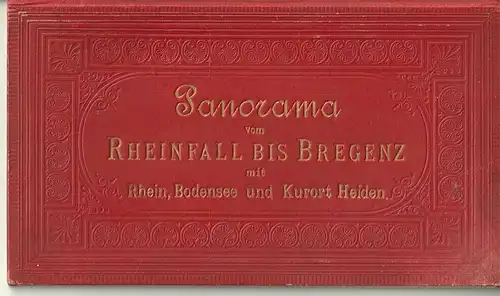 Panorama
vom
RHEINFALL BIS BREGENZ
mit
Rhein, Bodensee und Kurort Heiden.